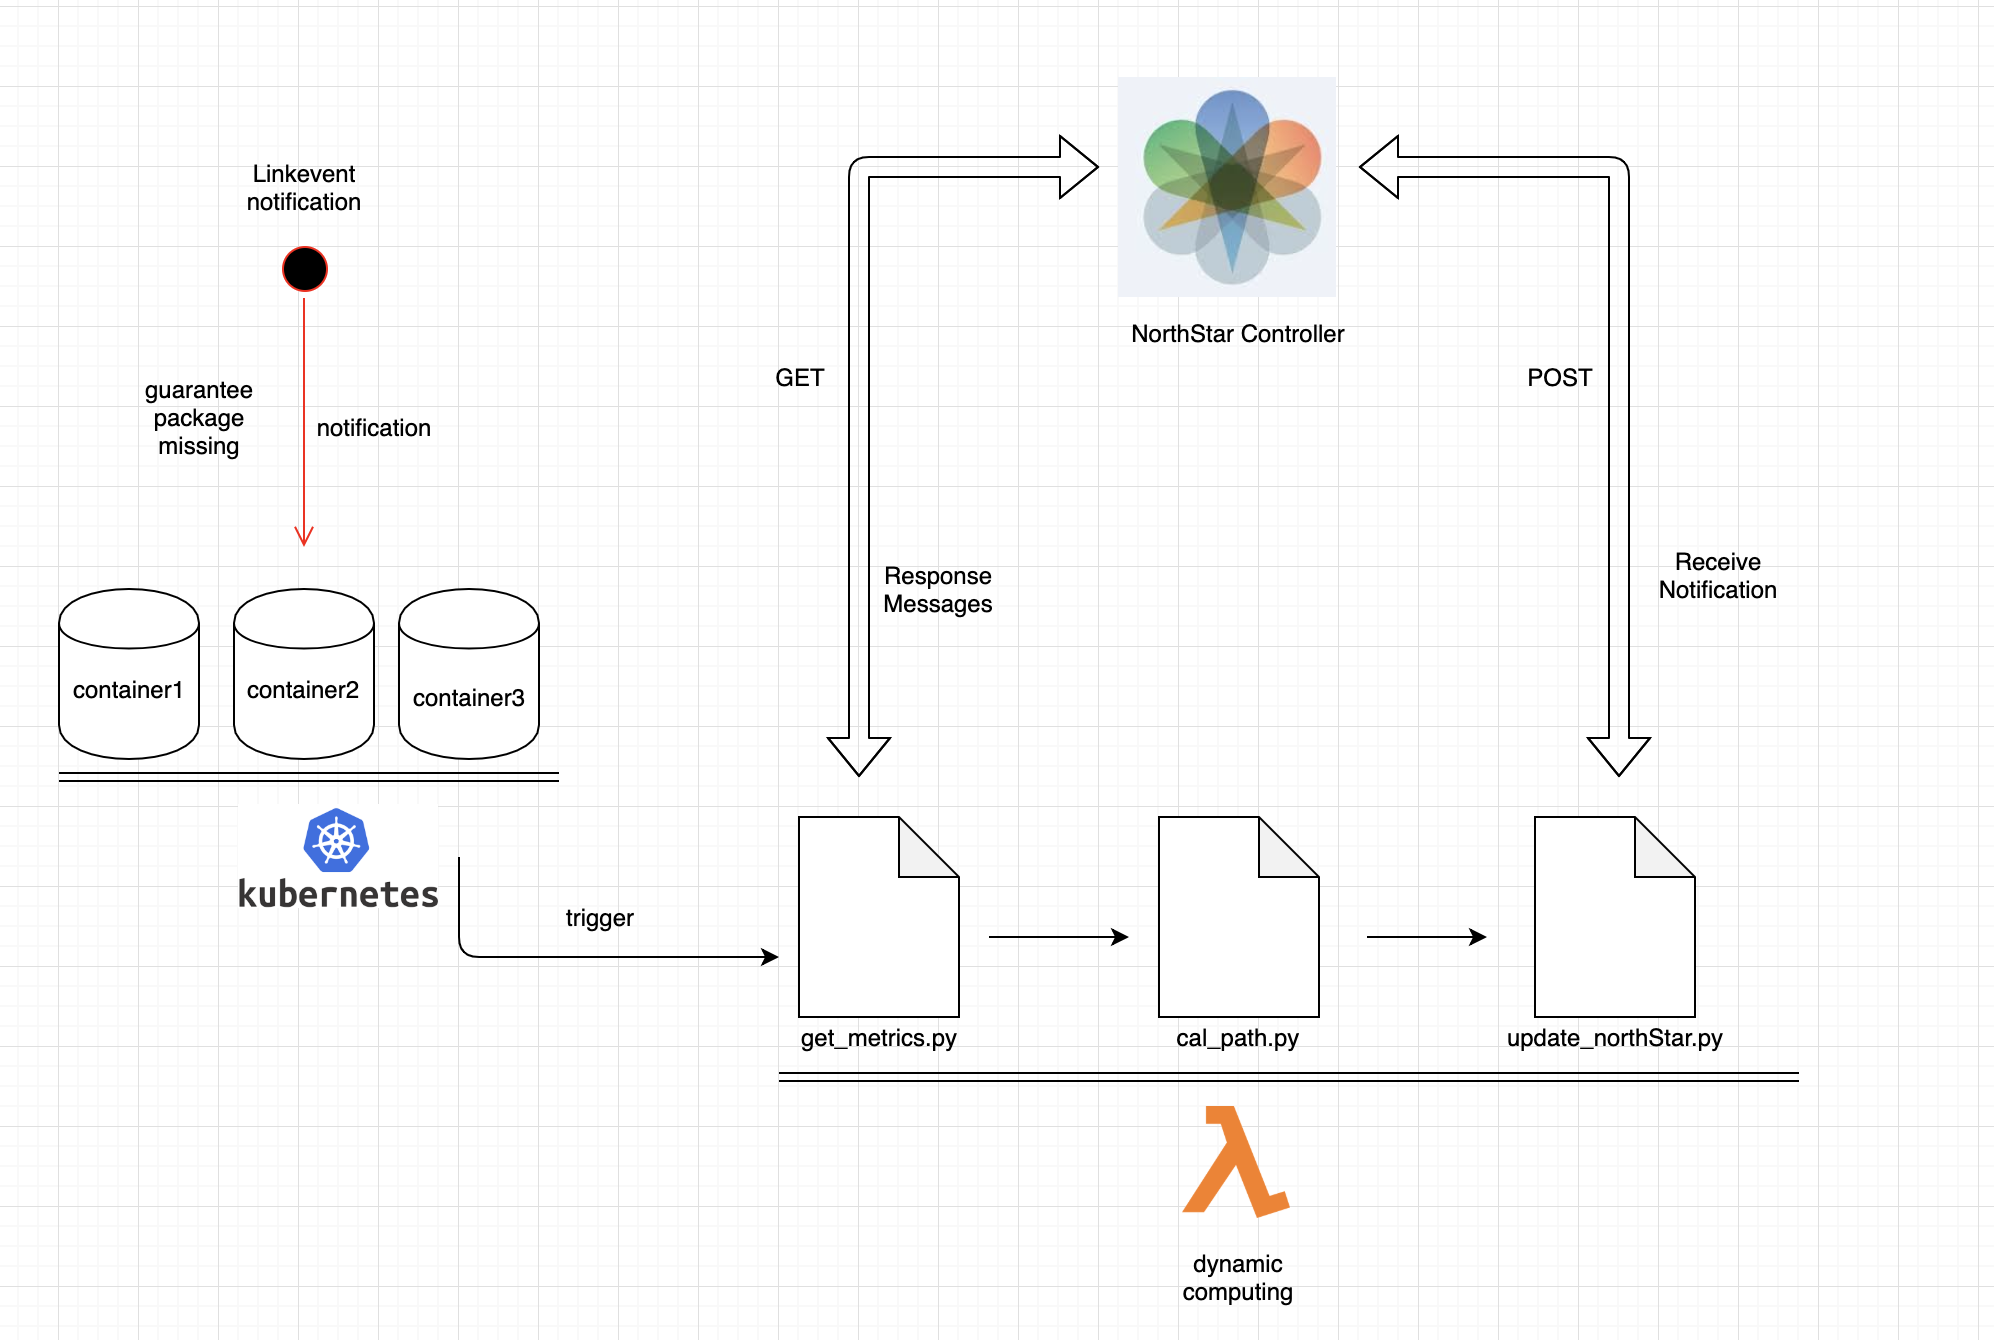 Linkevent
notification
NorthStar Controller
GET
POST
guarantee
package
missing
notification
Response
Messages
Receive
Notification
container1
container2
container3
kubernetes
trigger
get_metrics.py
cal_path.py
update_northStar.py
dynamic
computing